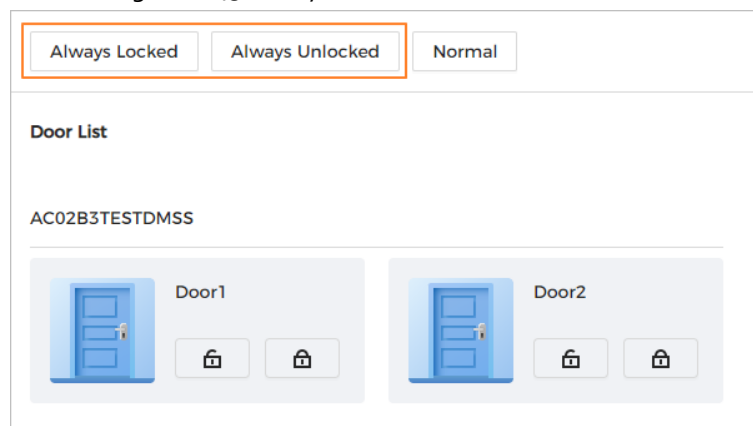 Always Locked Always Unlocked Normal
Door List
AC02B3TESTDMSS
Door1 Door2